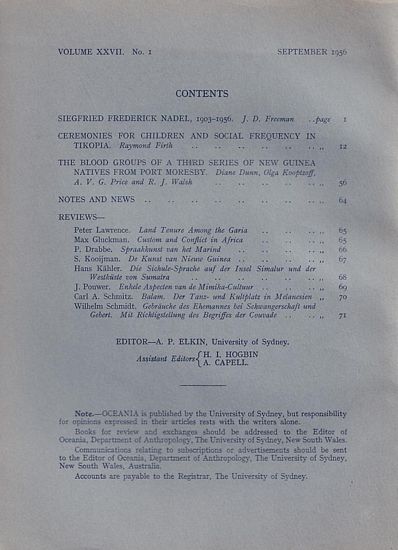 VOLUME XXVII. No. 1 SEPTEMBER 1956
CONTENTS
SIEGFRIED FREDERICK NADEL, 1903-1956. J. D. Freeman .. page 1
CEREMONIES FOR CHILDREN AND SOCIAL FREQUENCY IN
TIKOPIA. Raymond Firth .. .. .. .. .. .. ,, 12
THE BLOOD GROUPS OF A THIRD SERIES OF NEW GUINEA
NATIVES FROM PORT MORESBY. Diane Dunn, Olga Kooptzoff,
A. V. G. Price and R. J. Walsh .. .. .. .. .. ,, 56
NOTES AND NEWS .. .. .. .. .. .. .. .. ,, 64
REVIEWS—
Peter Lawrence. Land Tenure Among the Garia .. .. .. ,, 65
Max Gluckman. Custom and Conflict in Africa .. .. .. ,, 65
P. Drabbe. Spraakkunst van het Marind .. .. .. .. ,, 66
S. Kooijman. De Kunst van Nieuw Guinea .. .. .. .. ,, 67
Hans Kähler. Die Sichule-Sprache auf der Insel Simalur und der
Westküste von Sumatra .. .. .. .. .. .. ,, 68
J. Pouwer. Enkele Aspecten van de Mimika-Cultuur .. .. .. ,, 69
Carl A. Schmitz. Balam. Der Tanz- und Kultplatz in Melanesien ,, 70
Wilhelm Schmidt. Gebräuche des Ehemannes bei Schwangerschaft und
Geburt. Mit Richtigstellung des Begriffes der Couvade .. .. ,, 71
EDITOR—A. P. ELKIN, University of Sydney.
Assistant Editors { H. I. HOGBIN
A. CAPELL.
Note.—OCEANIA is published by the University of Sydney, but responsibility
for opinions expressed in their articles rests with the writers alone.
Books for review and exchanges should be addressed to the Editor of
Oceania, Department of Anthropology, The University of Sydney, New South Wales.
Communications relating to subscriptions or advertisements should be sent
to the Editor of Oceania, Department of Anthropology, The University of Sydney,
New South Wales, Australia.
Accounts are payable to the Registrar, The University of Sydney.